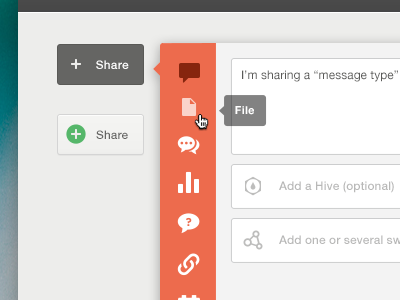 + Share
I'm sharing a “message type”
File
+ Share
?
Add a Hive (optional)
Add one or several sw